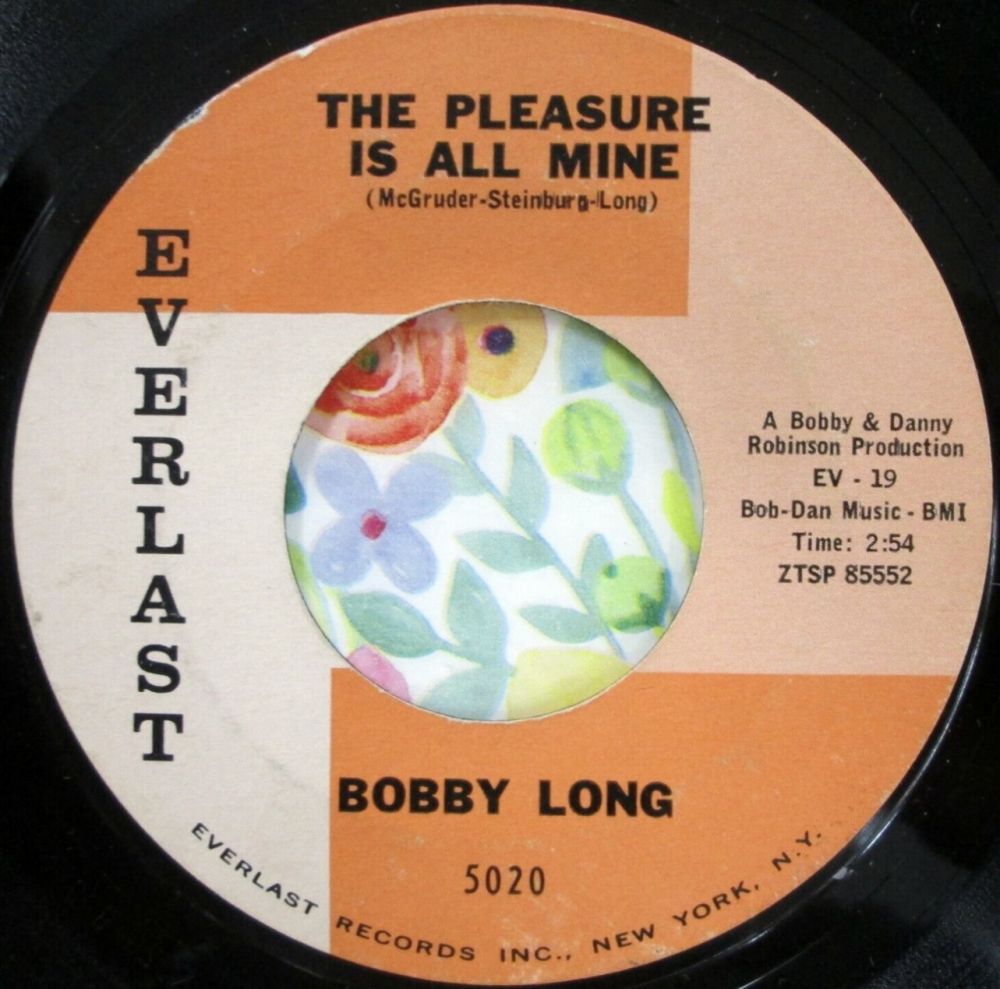 THE PLEASURE
IS ALL MINE
(McGruder-Steinburg-Long)
EVERLAST
A Bobby & Danny
Robinson Production
EV - 19
Bob-Dan Music - BMI
Time: 2:54
ZTSP 85552
BOBBY LONG
5020
EVERLAST RECORDS INC., NEW YORK, N.Y.